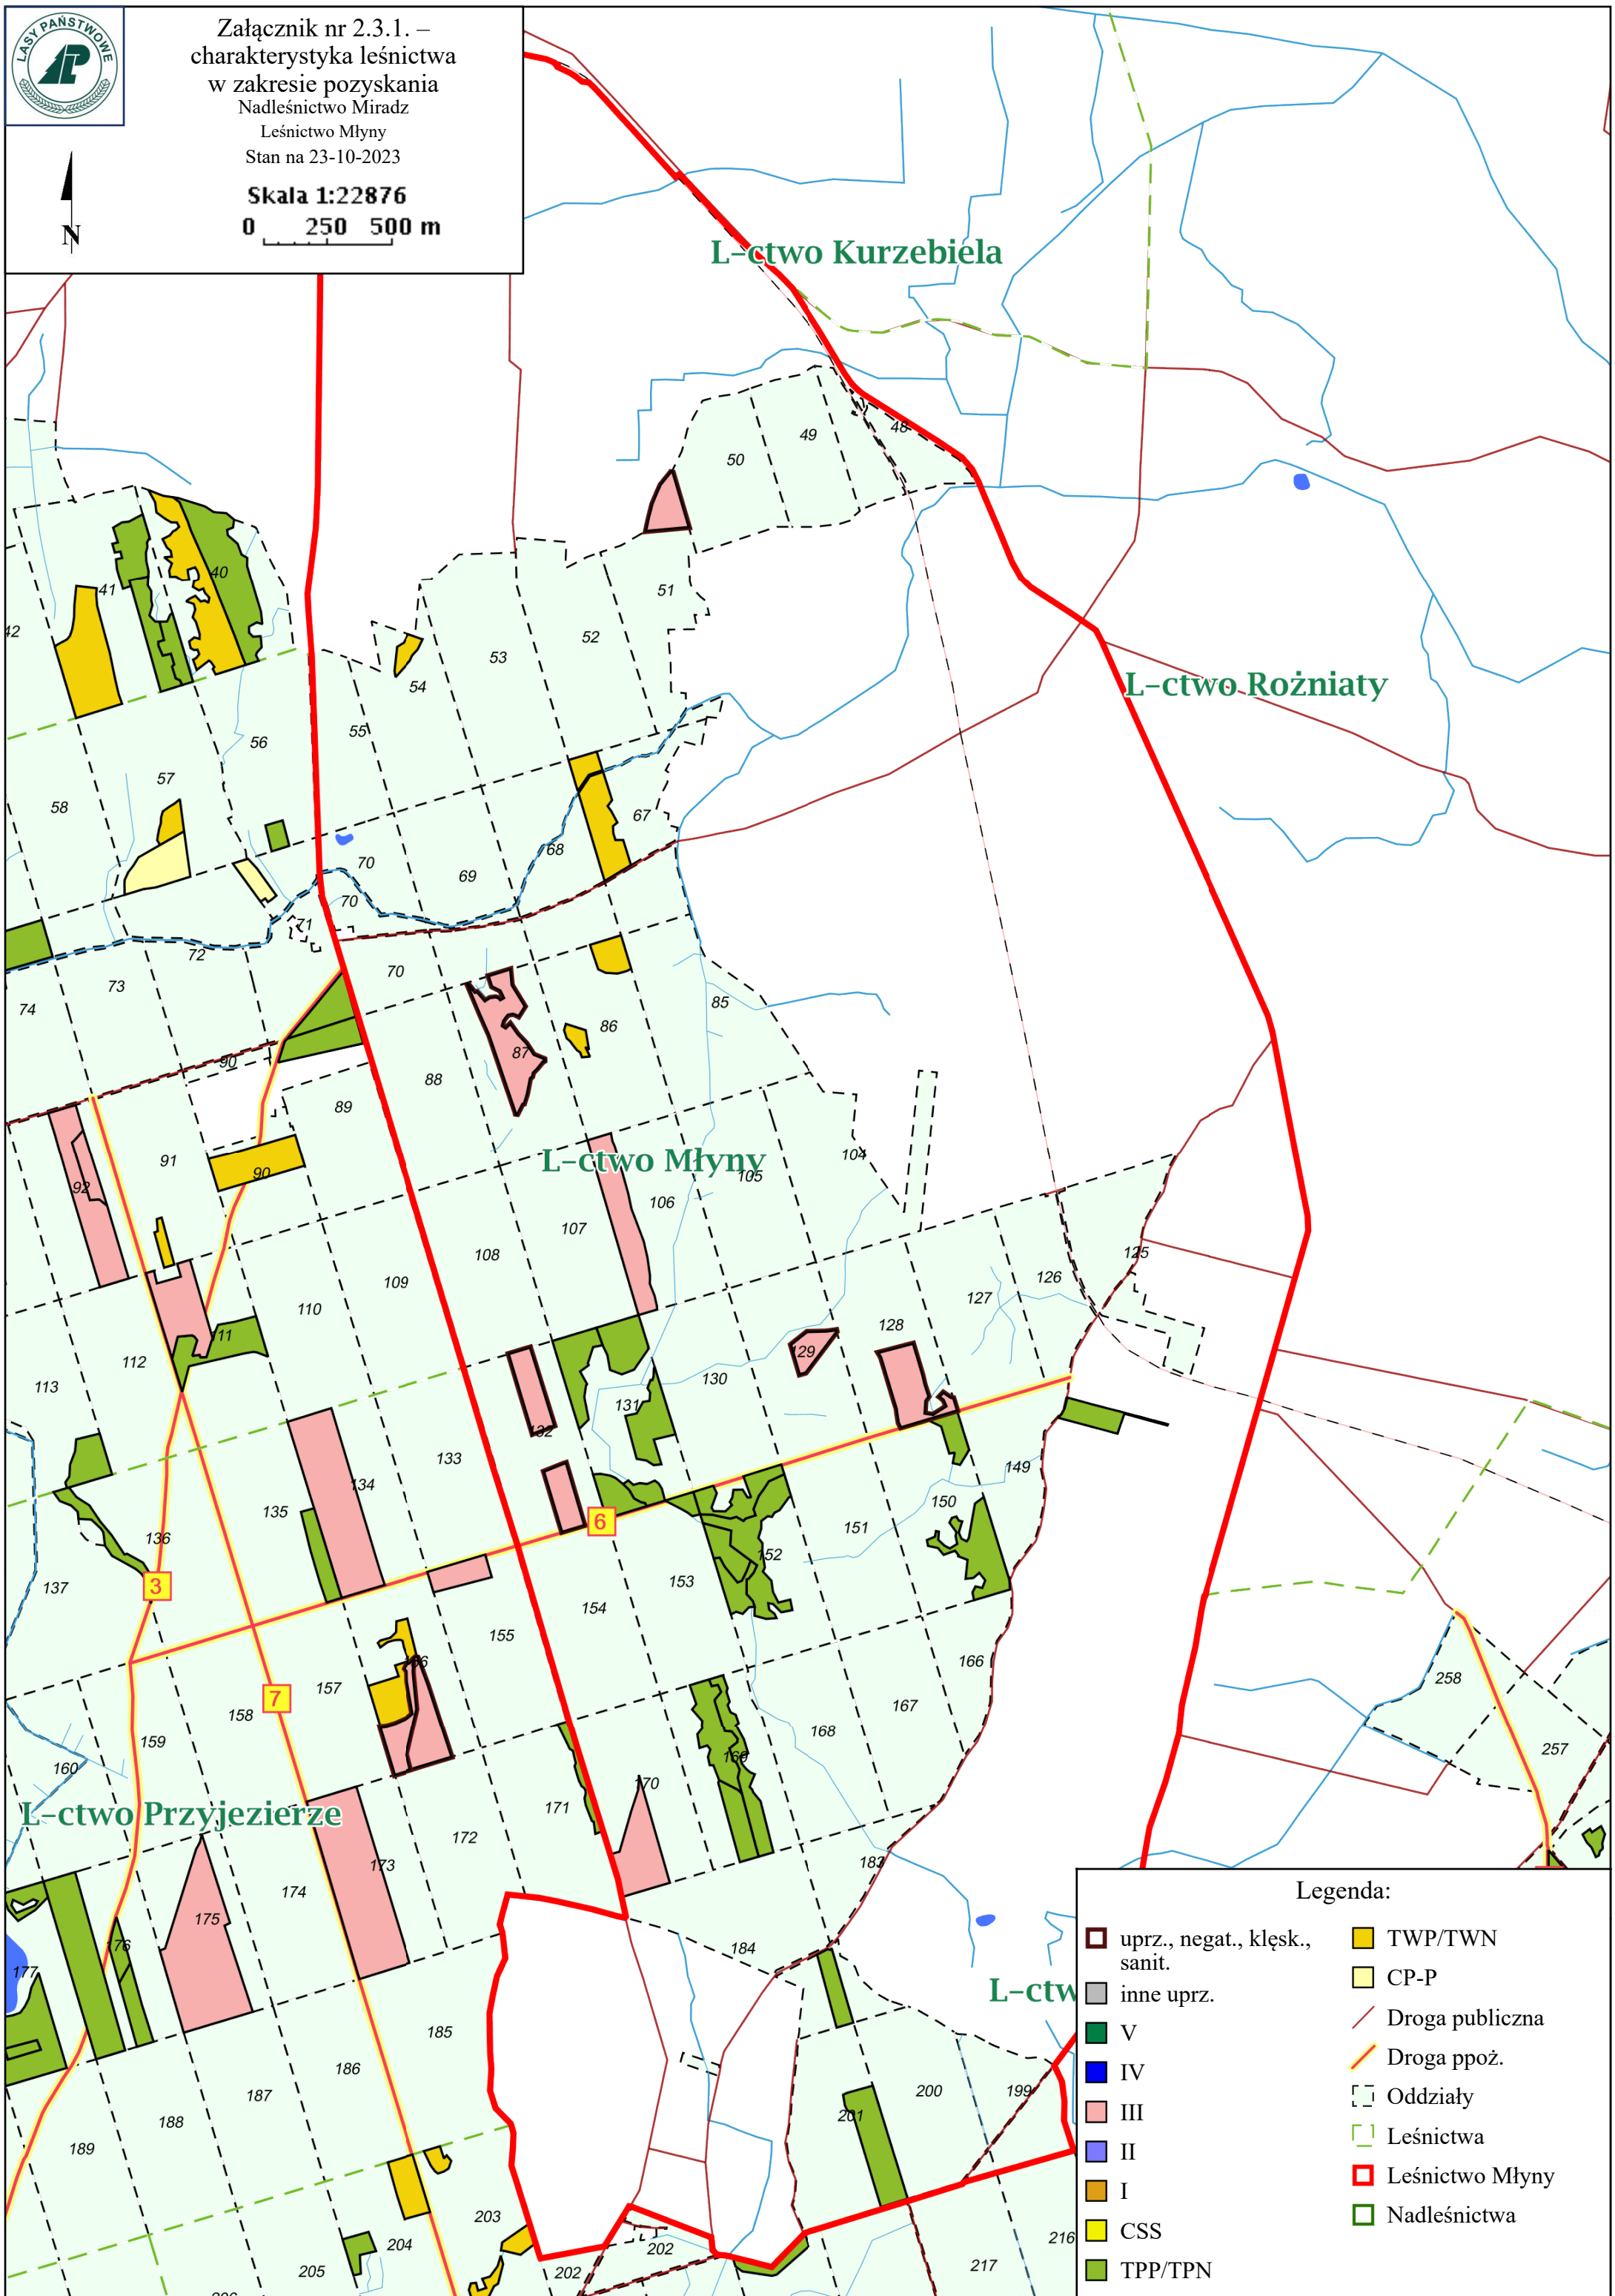 LASY PAŃSTWOWE
Załącznik nr 2.3.1. –
charakterystyka leśnictwa
w zakresie pozyskania
Nadleśnictwo Miradz
Leśnictwo Młyny
Stan na 23-10-2023
Skala 1:22876
0 250 500 m
N
L-ctwo Kurzebiela
48
49
50
40
41
42
51
52
53
54
L-ctwo Rożniaty
55
56
57
58
67
68
69
70
70
71
70
72
73
74
85
86
87
88
89
90
91
90
92
L-ctwo Młyny
104
105
106
107
108
109
110
111
112
113
125
126
127
128
129
130
131
132
133
134
135
136
137
149
150
151
152
153
154
155
6
3
7
157
158
159
160
166
167
168
169
170
171
172
173
174
175
176
177
L-ctwo Przyjezierze
258
257
183
184
185
186
187
188
189
199
200
201
202
202
203
204
205
216
217
L-ctw
Legenda:
uprz., negat., klęsk.,
sanit.
inne uprz.
V
IV
III
II
I
CSS
TPP/TPN
TWP/TWN
CP-P
Droga publiczna
Droga ppoż.
Oddziały
Leśnictwa
Leśnictwo Młyny
Nadleśnictwa